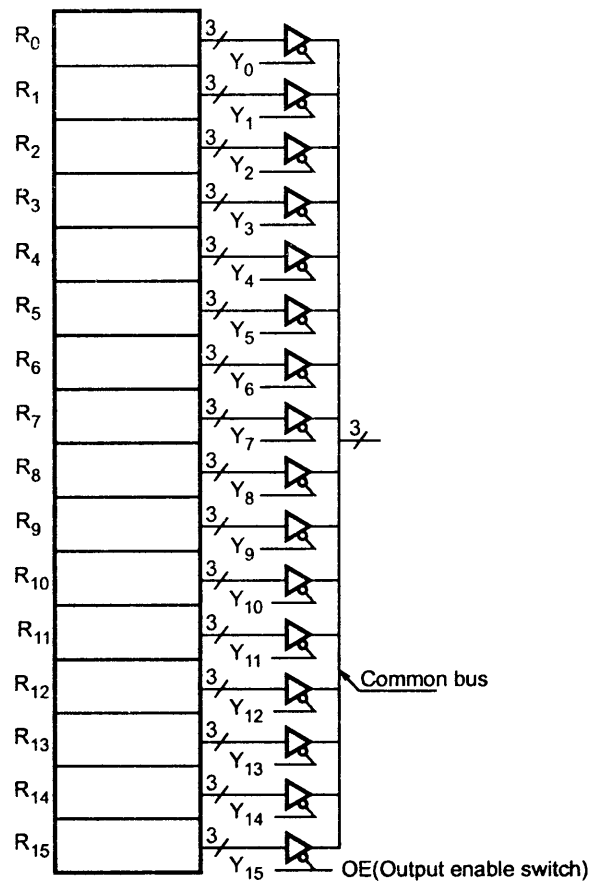 R0 3
Y0
R1 3
Y1
R2 3
Y2
R3 3
Y3
R4 3
Y4
R5 3
Y5
R6 3
Y6
R7 3
Y7 3
R8 3
Y8
R9 3
Y9
R10 3
Y10
R11 3
Y11
Common bus
R12 3
Y12
R13 3
Y13
R14 3
Y14
R15 3
Y15 OE(Output enable switch)